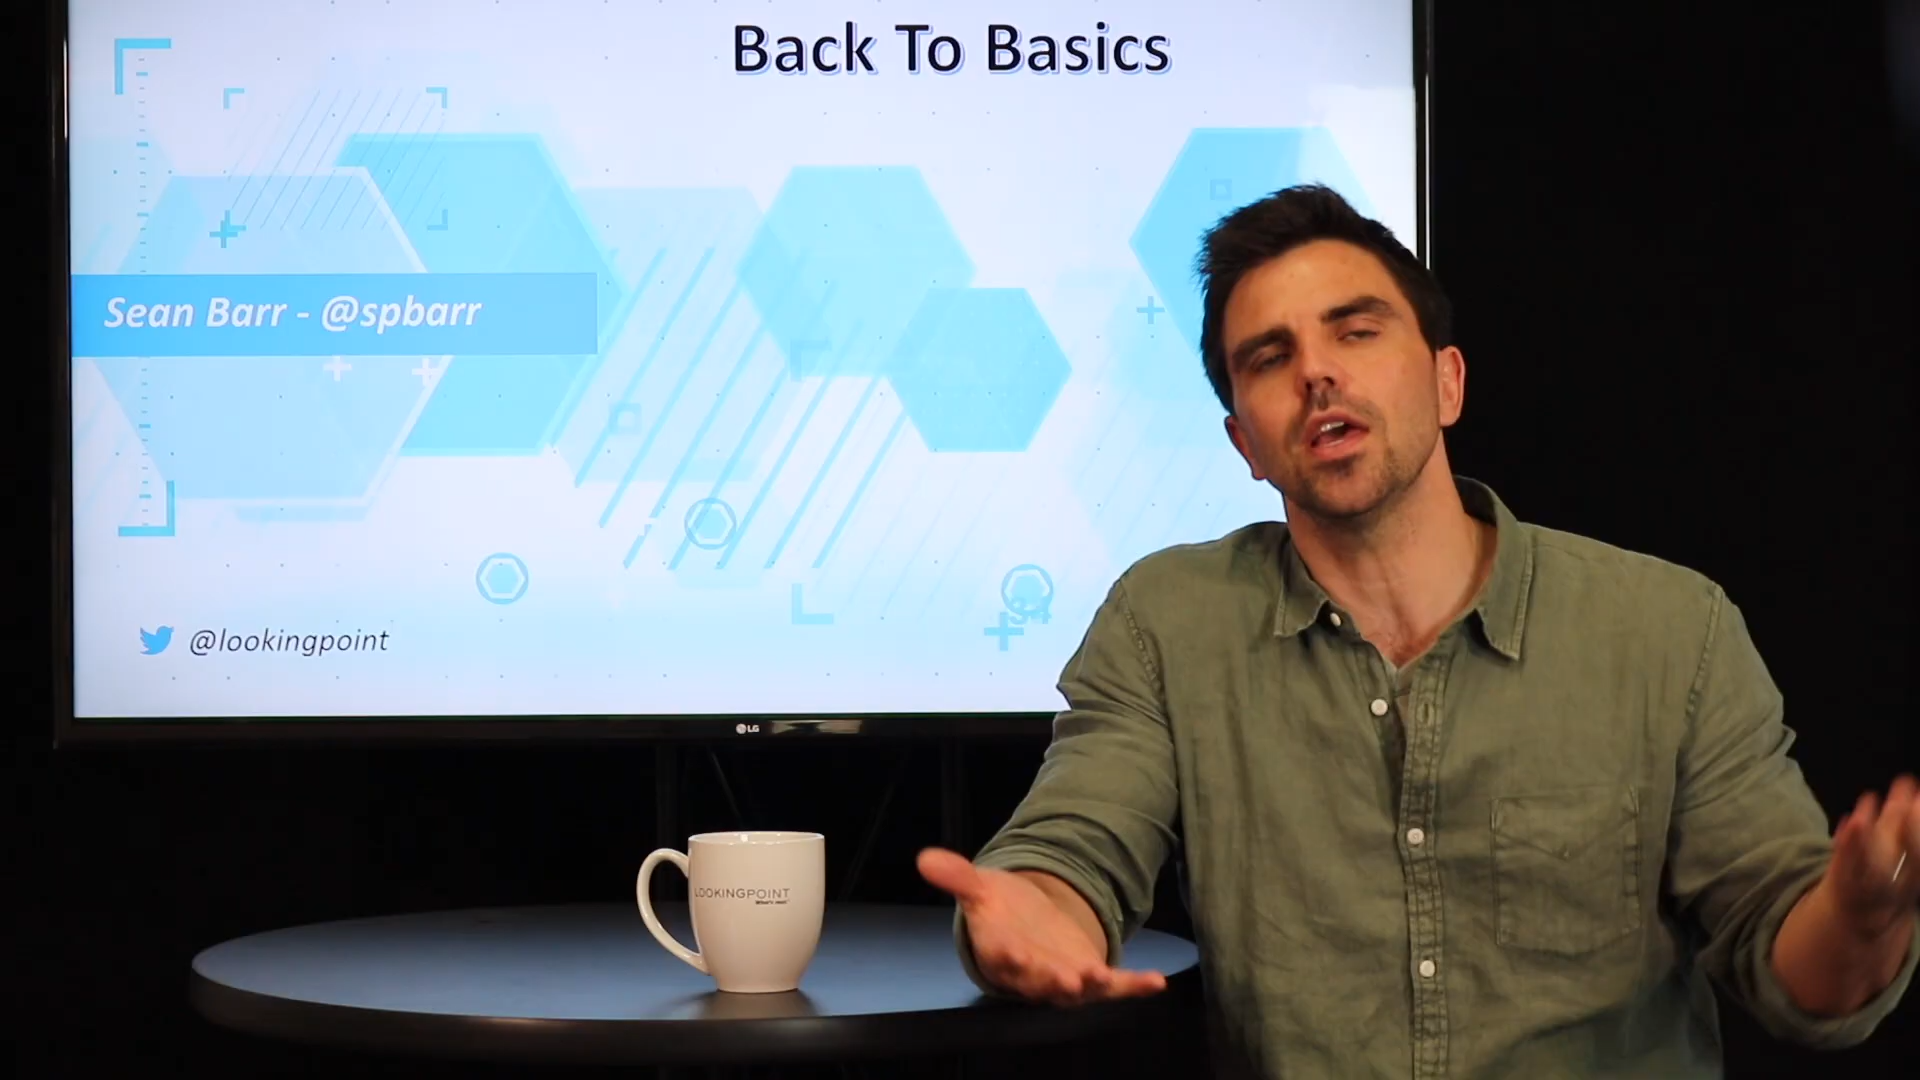 Back To Basics
Sean Barr - @spbarr
@lookingpoint
LG
LOOKINGPOINT